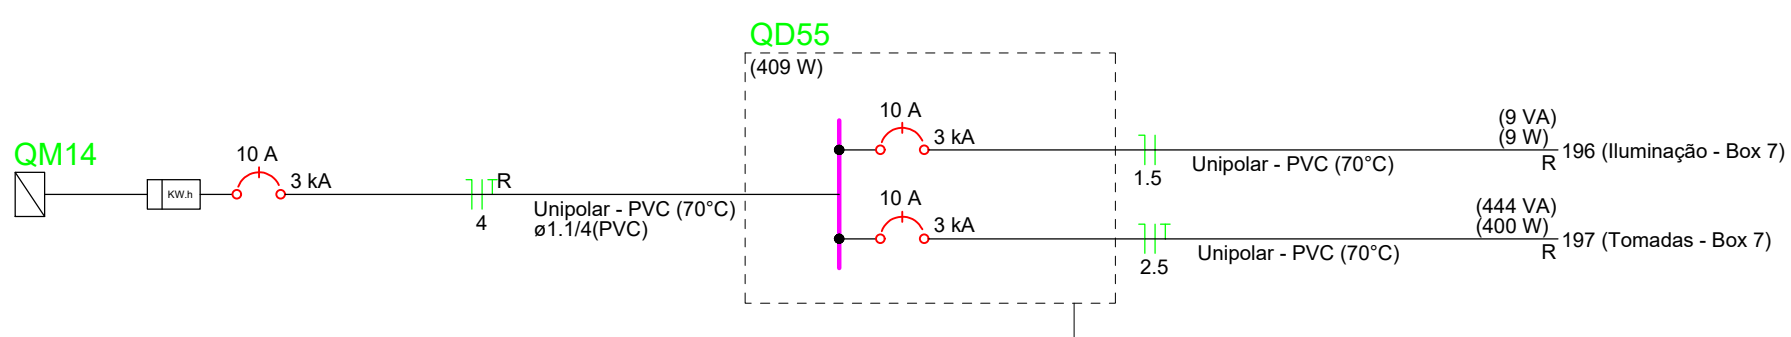 QD55
(409 W)
QM14
10 A
3 kA
KW.h
R
4
Unipolar - PVC (70°C)
ø1.1/4(PVC)
10 A
3 kA
1.5
Unipolar - PVC (70°C)
(9 VA)
(9 W)
R
196 (Iluminação - Box 7)
10 A
3 kA
2.5
Unipolar - PVC (70°C)
(444 VA)
(400 W)
R
197 (Tomadas - Box 7)